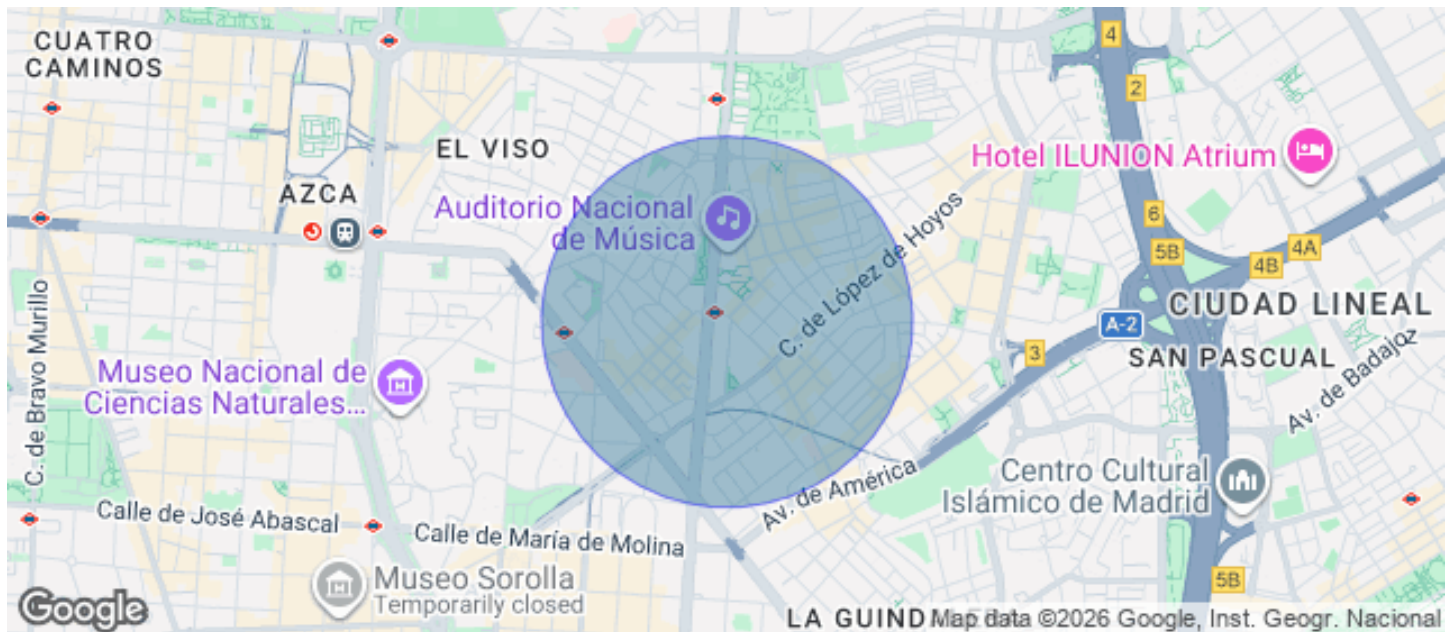 CUATRO
CAMINOS
4
2
EL VISO
Hotel ILUNION Atrium
AZCA
Auditorio Nacional
de Música
6
5B
4B
4A
C. de López de Hoyos
CIUDAD LINEAL
A-2
3
SAN PASCUAL
C. de Bravo Murillo
Museo Nacional de
Ciencias Naturales...
Av. de Badajoz
Av. de América
Centro Cultural
Islámico de Madrid
Calle de José Abascal
Calle de María de Molina
Museo Sorolla
Temporarily closed
5B
Google
LA GUIND
Map data ©2026 Google, Inst. Geogr. Nacional